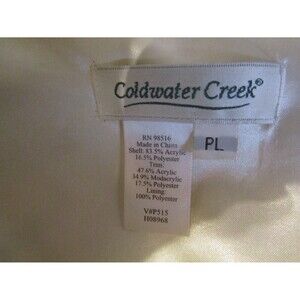 Coldwater Creek®
PL
RN 98516
Made in China
Shell: 83.5% Acrylic
16.5% Polyester
Trim:
47.6% Acrylic
34.9% Modacrylic
17.5% Polyester
Lining:
100% Polyester
V#P515
H08968